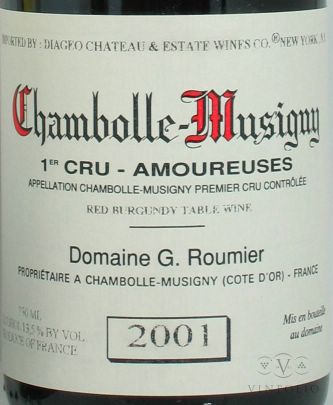 IMPORTED BY: DIAGEO CHATEAU & ESTATE WINES CO.® NEW YORK, N.
Chambolle-Musigny
1ER CRU - AMOUREUSES
APPELLATION CHAMBOLLE-MUSIGNY PREMIER CRU CONTRÔLÉE
RED BURGUNDY TABLE WINE
Domaine G. Roumier
PROPRIÉTAIRE A CHAMBOLLE-MUSIGNY (COTE D'OR) - FRANCE
750 ML
13,5 % BY VOL
OF FRANCE
2001
Mis en bouteille
au domaine
VINFOLIO